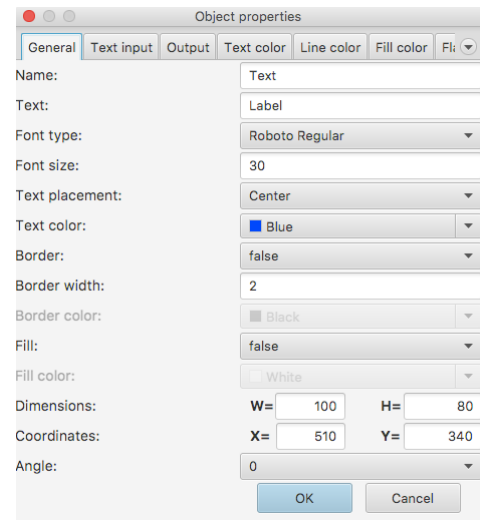 Object properties
General Text input Output Text color Line color Fill color
Name: Text
Text: Label
Font type: Roboto Regular
Font size: 30
Text placement: Center
Text color: Blue
Border: false
Border width: 2
Border color: Black
Fill: false
Fill color: White
Dimensions: W= 100 H= 80
Coordinates: X= 510 Y= 340
Angle: 0
OK Cancel